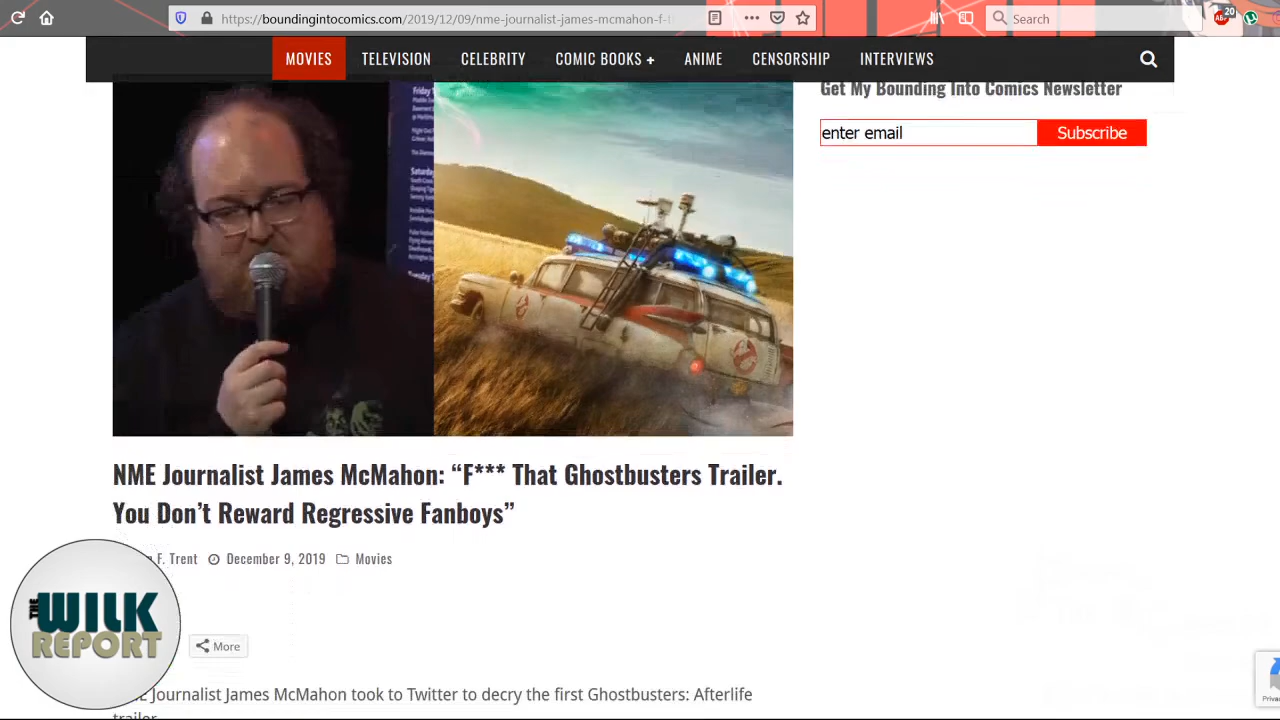 https://boundingintocomics.com/2019/12/09/nme-journalist-james-mcmahon-f-t
Search
20
MOVIES TELEVISION CELEBRITY COMIC BOOKS + ANIME CENSORSHIP INTERVIEWS
Get My Bounding Into Comics Newsletter
enter email Subscribe
NME Journalist James McMahon: “F*** That Ghostbusters Trailer.
You Don’t Reward Regressive Fanboys”
F. Trent December 9, 2019 Movies
THE WILK
REPORT
More
Journalist James McMahon took to Twitter to decry the first Ghostbusters: Afterlife
trailer